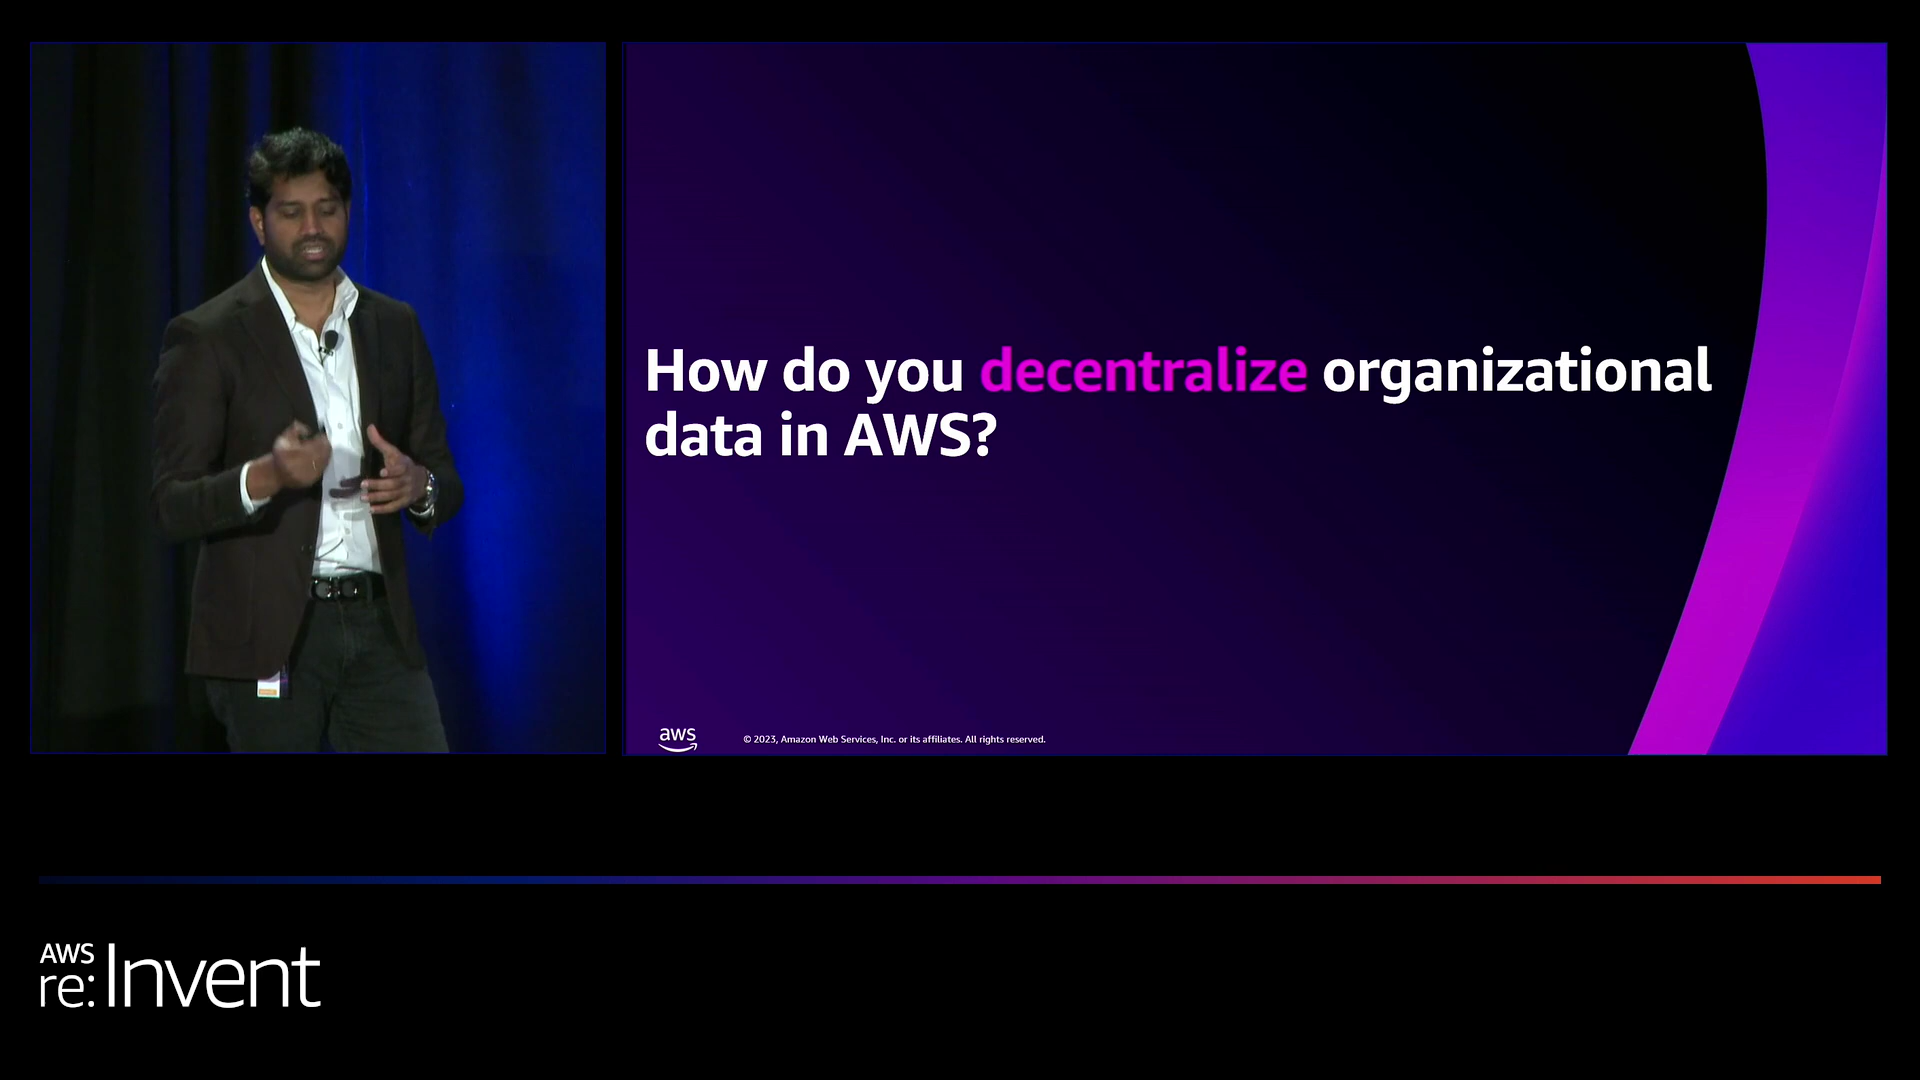 How do you decentralize organizational
data in AWS?
aws
© 2023, Amazon Web Services, Inc. or its affiliates. All rights reserved.
AWS
re:Invent